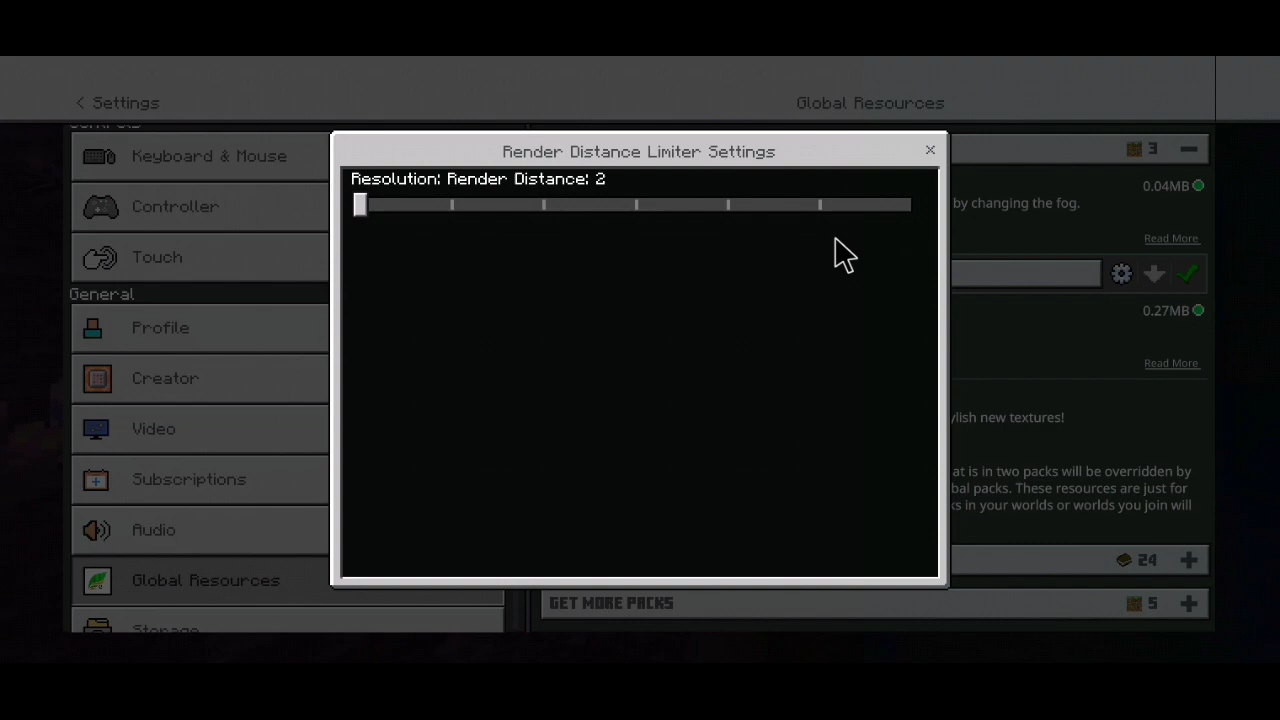 Settings
Global Resources
Controls
Keyboard & Mouse
Controller
Touch
General
Profile
Creator
Video
Subscriptions
Audio
Global Resources
Storage
Render Distance Limiter Settings
Resolution: Render Distance: 2
3
0.04MB
by changing the fog.
Read More
0.27MB
Read More
ylish new textures!
at is in two packs will be overridden by
bal packs. These resources are just for
ks in your worlds or worlds you join will
24
GET MORE PACKS
5